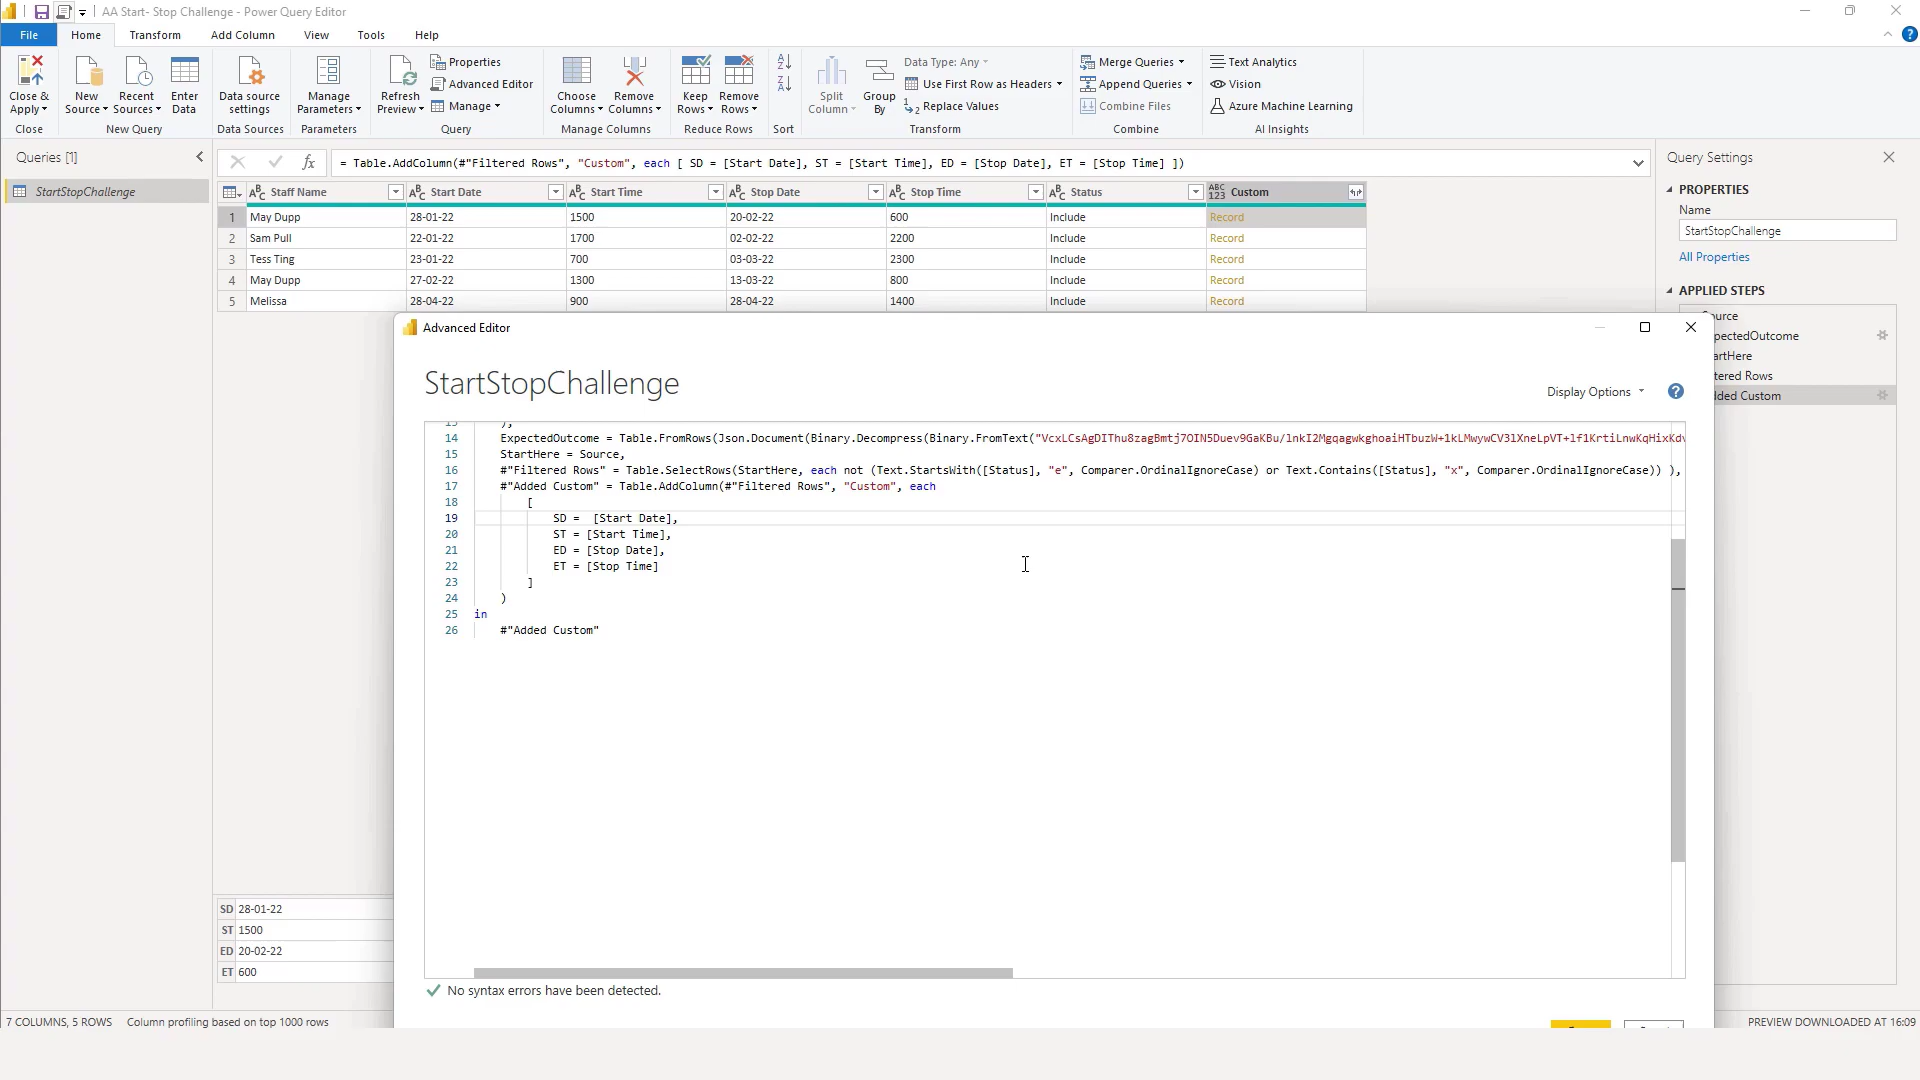 AA Start- Stop Challenge - Power Query Editor
File Home Transform Add Column View Tools Help
Close & Apply
New Source
Recent Sources
Enter Data
Data source settings
Manage Parameters
Refresh Preview
Properties
Advanced Editor
Manage
Choose Columns
Remove Columns
Keep Rows
Remove Rows
Split Column
Group By
Data Type: Any
Use First Row as Headers
Replace Values
Merge Queries
Append Queries
Combine Files
Text Analytics
Vision
Azure Machine Learning
Close New Query Data Sources Parameters Query Manage Columns Reduce Rows Sort Transform Combine AI Insights
Queries [1]
StartStopChallenge
= Table.AddColumn(#"Filtered Rows", "Custom", each [ SD = [Start Date], ST = [Start Time], ED = [Stop Date], ET = [Stop Time] ])
Staff Name Start Date Start Time Stop Date Stop Time Status Custom
1 May Dupp 28-01-22 1500 20-02-22 600 Include Record
2 Sam Pull 22-01-22 1700 02-02-22 2200 Include Record
3 Tess Ting 23-01-22 700 03-03-22 2300 Include Record
4 May Dupp 27-02-22 1300 13-03-22 800 Include Record
5 Melissa 28-04-22 900 28-04-22 1400 Include Record
Query Settings
PROPERTIES
Name
StartStopChallenge
All Properties
APPLIED STEPS
ource
pectedOutcome
artHere
tered Rows
ded Custom
Advanced Editor
StartStopChallenge
Display Options
13 ),
14 ExpectedOutcome = Table.FromRows(Json.Document(Binary.Decompress(Binary.FromText(
15 StartHere = Source,
16 #"Filtered Rows" = Table.SelectRows(StartHere, each not (Text.StartsWith([Status], "e", Comparer.OrdinalIgnoreCase) or Text.Contains([Status], "x", Comparer.OrdinalIgnoreCase)) ),
17 #"Added Custom" = Table.AddColumn(#"Filtered Rows", "Custom", each
18 [
19 SD =  [Start Date],
20 ST = [Start Time],
21 ED = [Stop Date],
22 ET = [Stop Time]
23 ]
24 )
25 in
26 #"Added Custom"
No syntax errors have been detected.
SD 28-01-22
ST 1500
ED 20-02-22
ET 600
7 COLUMNS, 5 ROWS Column profiling based on top 1000 rows
PREVIEW DOWNLOADED AT 16:09